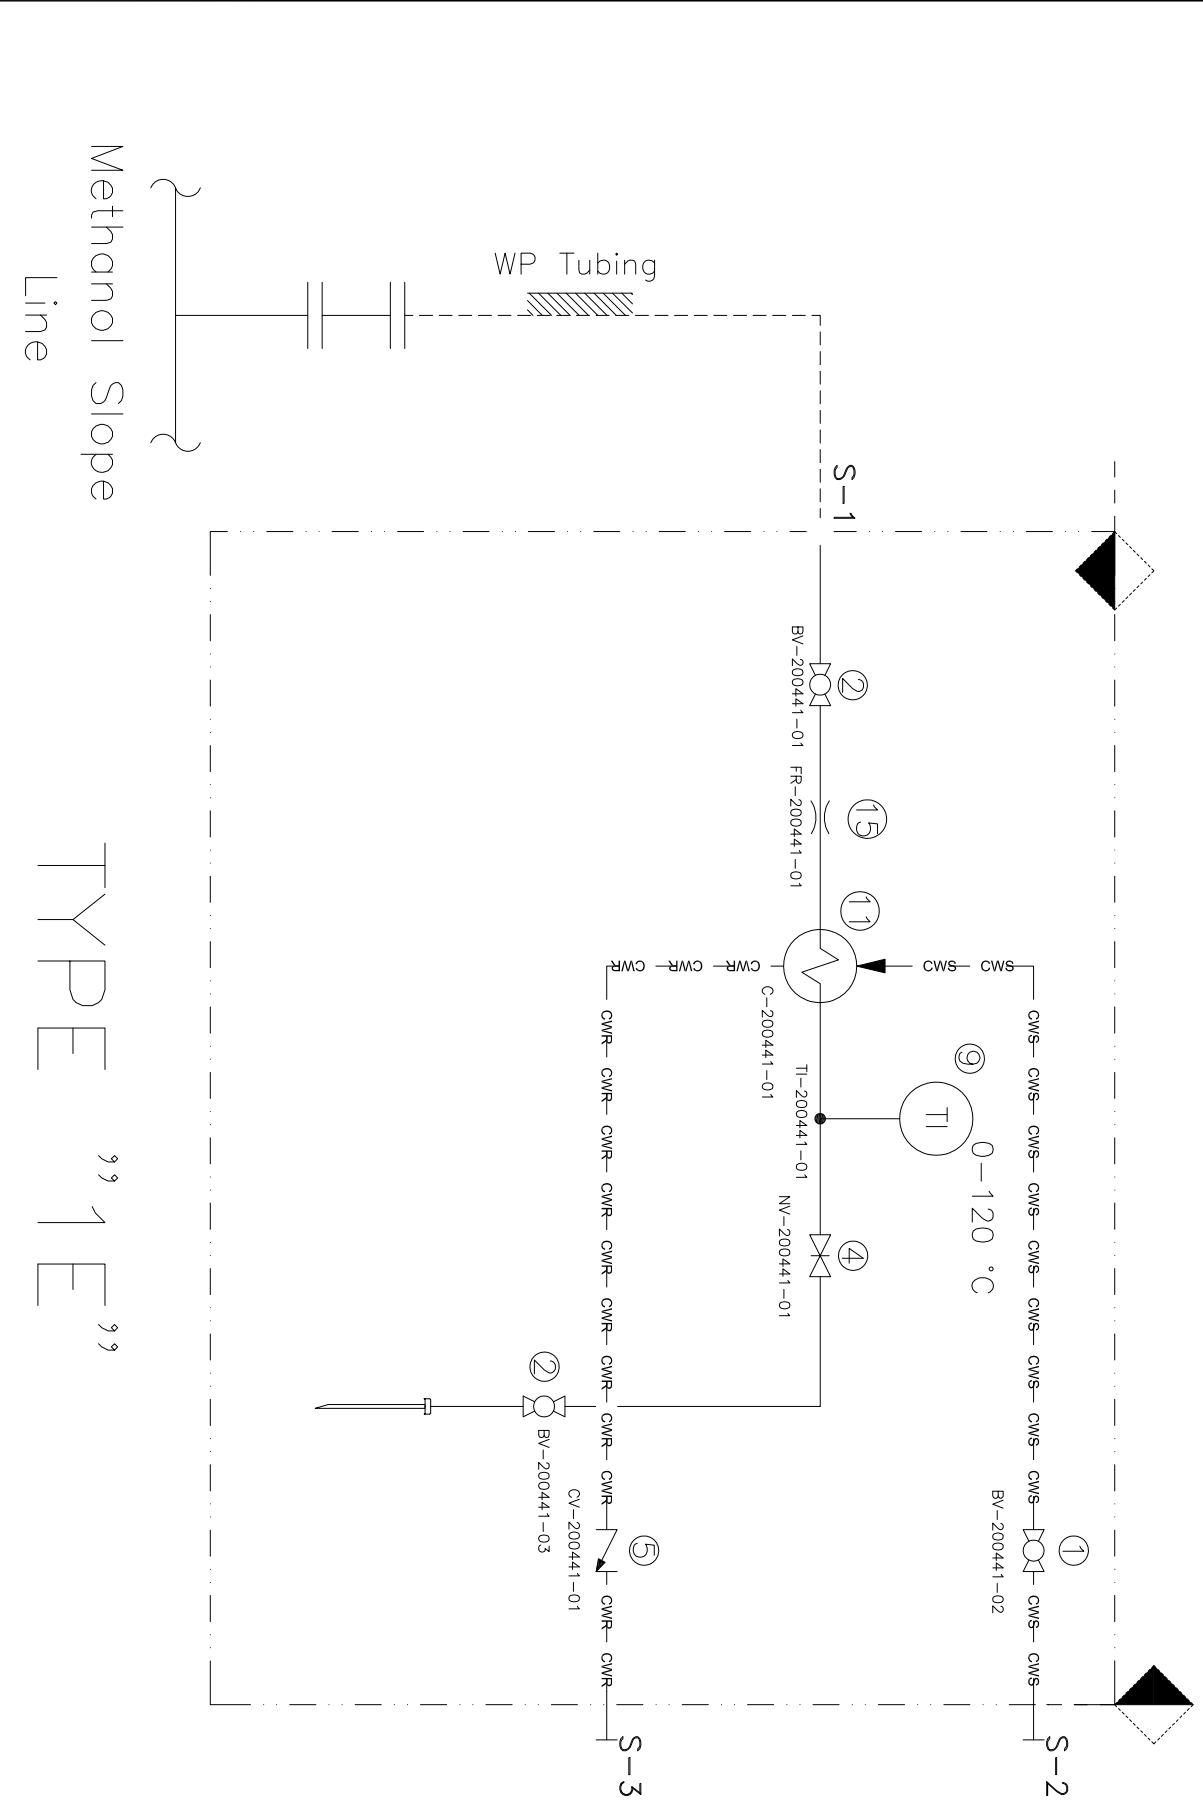 S-2
①
BV-200441-02
CWS CWS CWS CWS CWS CWS CWS CWS CWS CWS CWS
CWS CWS
⑨
TI
0-120 °C
S-1
②
BV-200441-01
⑮
FR-200441-01
⑪
C-200441-01
TI-200441-01
④
NV-200441-01
CWR CWR CWR
CWR CWR CWR CWR CWR CWR CWR CWR CWR CWR CWR
⑤
CV-200441-01
S-3
②
BV-200441-03
WP Tubing
Methanol Slope
Line
TYPE "1E"